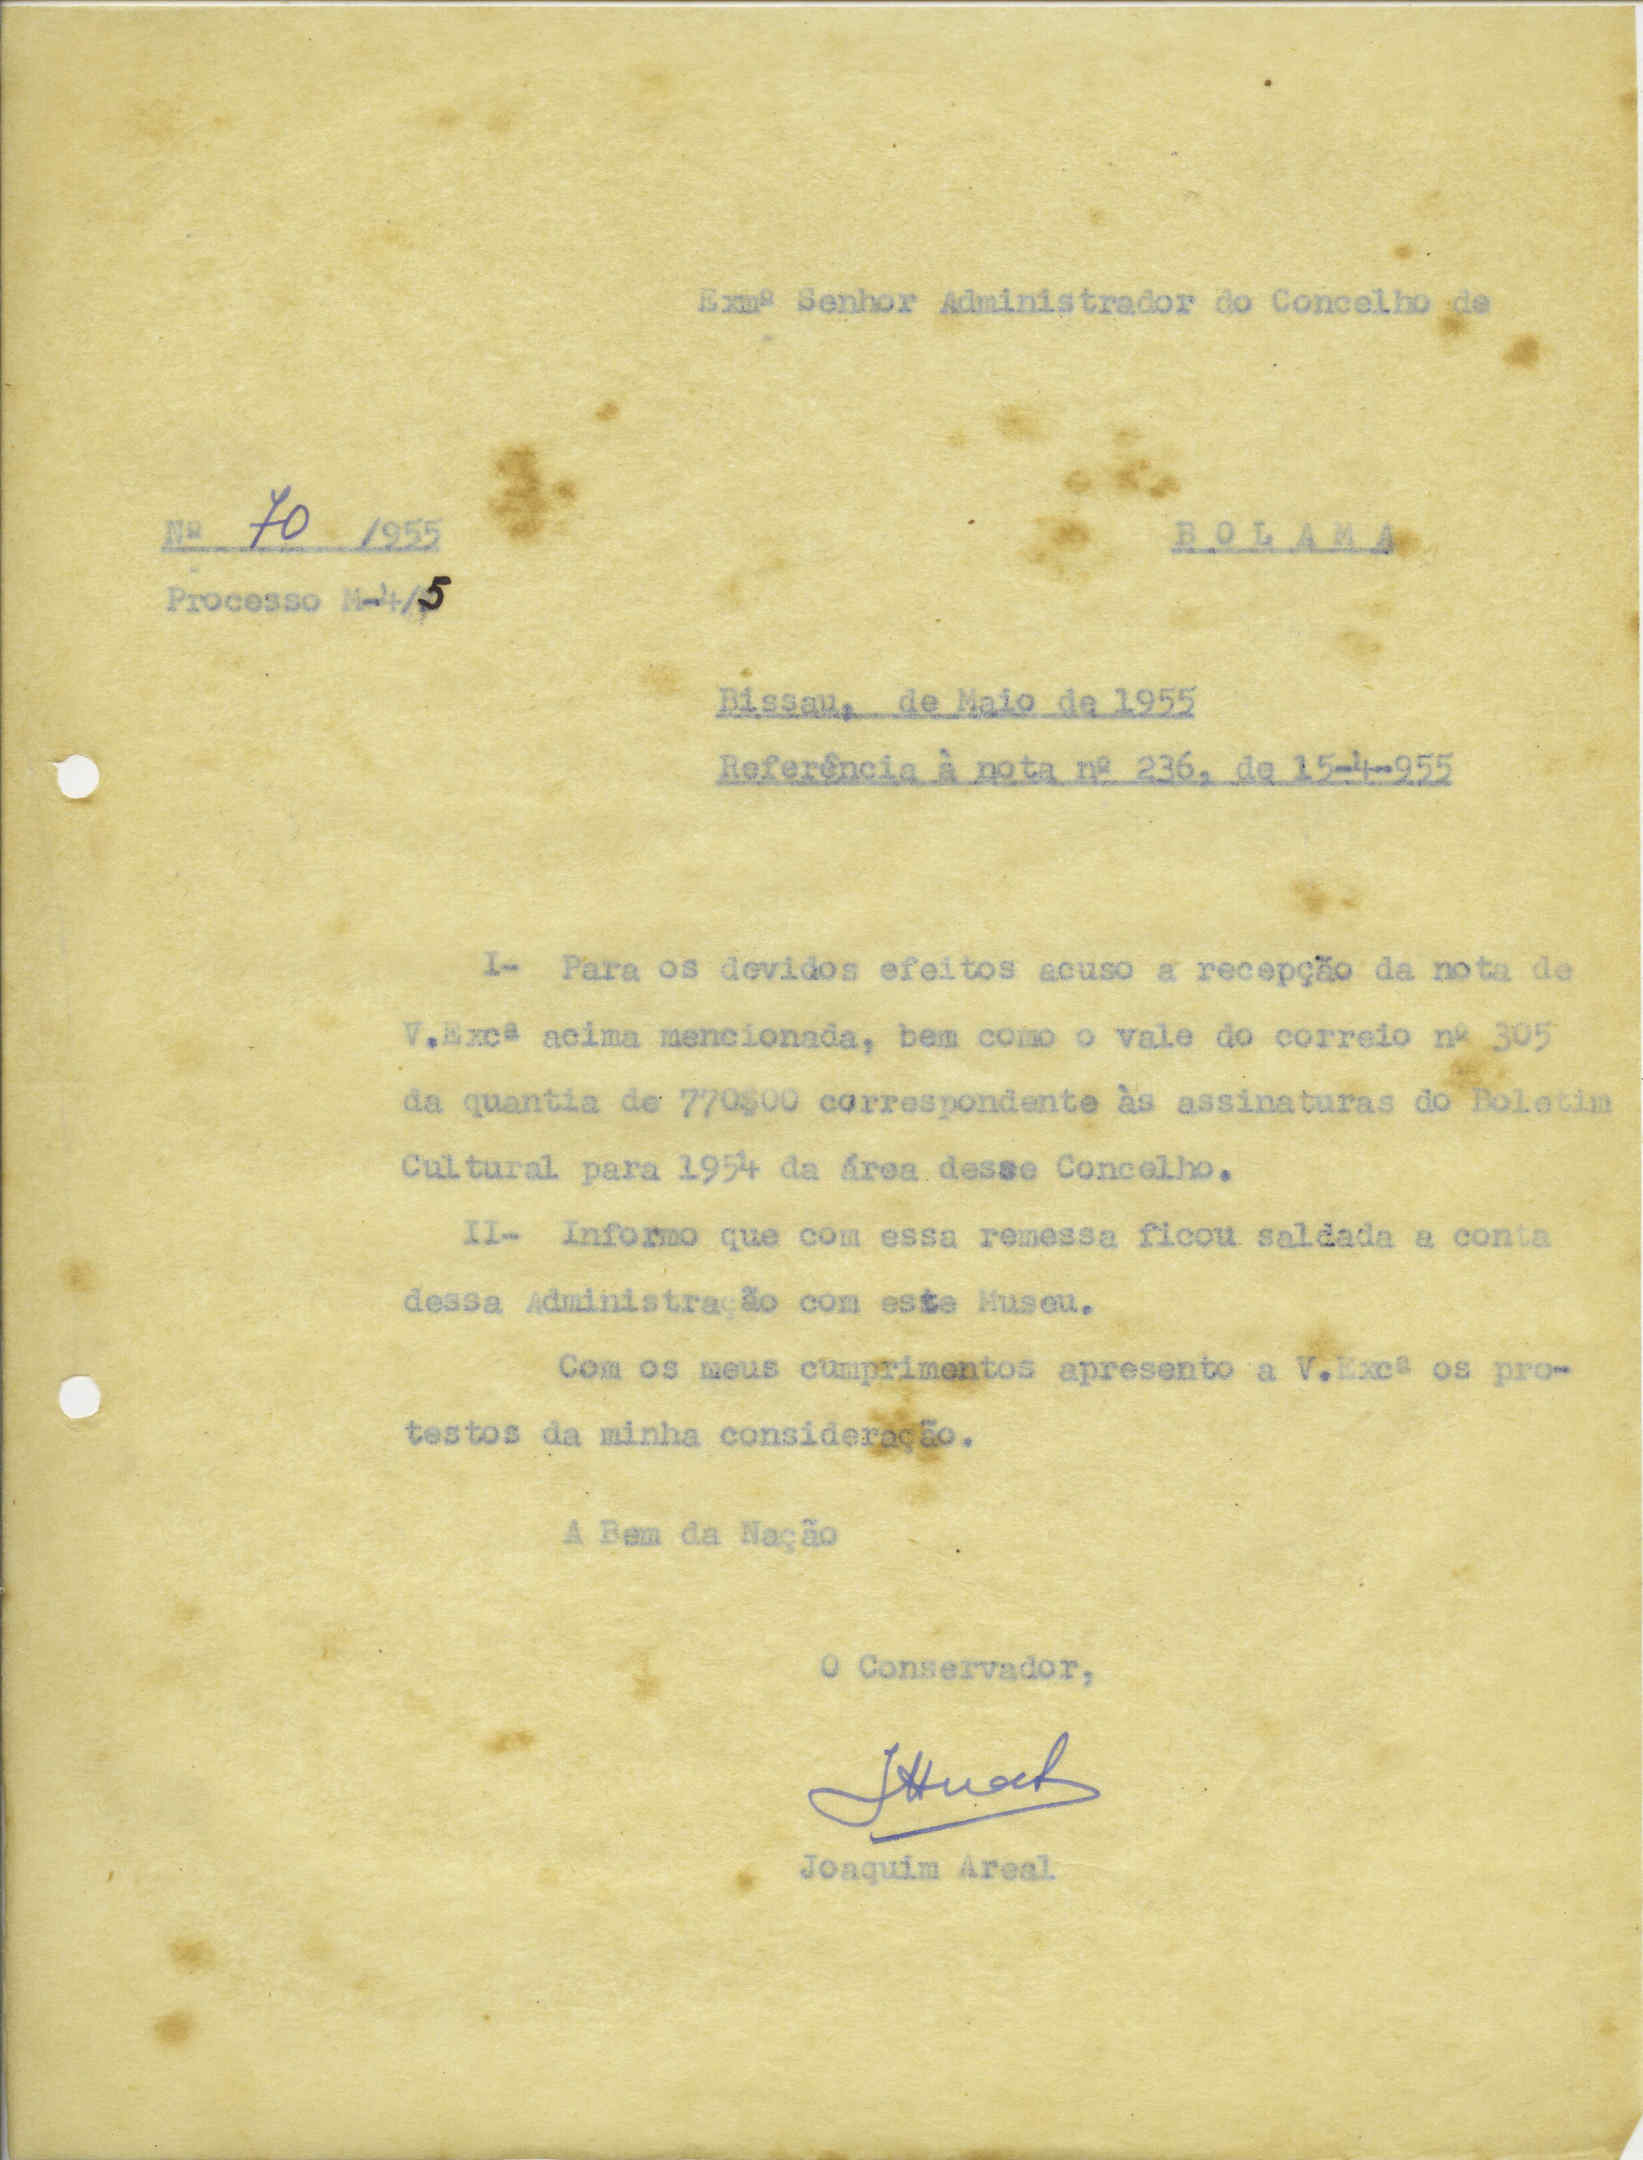 Exmº Senhor Administrador do Concelho de
Nº 70 /955
B O L A M A
Processo M-4/5
Bissau, de Maio de 1955
Referência à nota nº 236, de 15-4-955
I- Para os devidos efeitos acuso a recepção da nota de
V.Excª acima mencionada, bem como o vale do correio nº 305
da quantia de 770$00 correspondente às assinaturas do Boletim
Cultural para 1954 da área desse Concelho.
II- Informo que com essa remessa ficou saldada a conta
dessa Administração com este Museu.
Com os meus cumprimentos apresento a V.Excª os pro-
testos da minha consideração.
A Bem da Nação
O Conservador,
Joaquim Areal